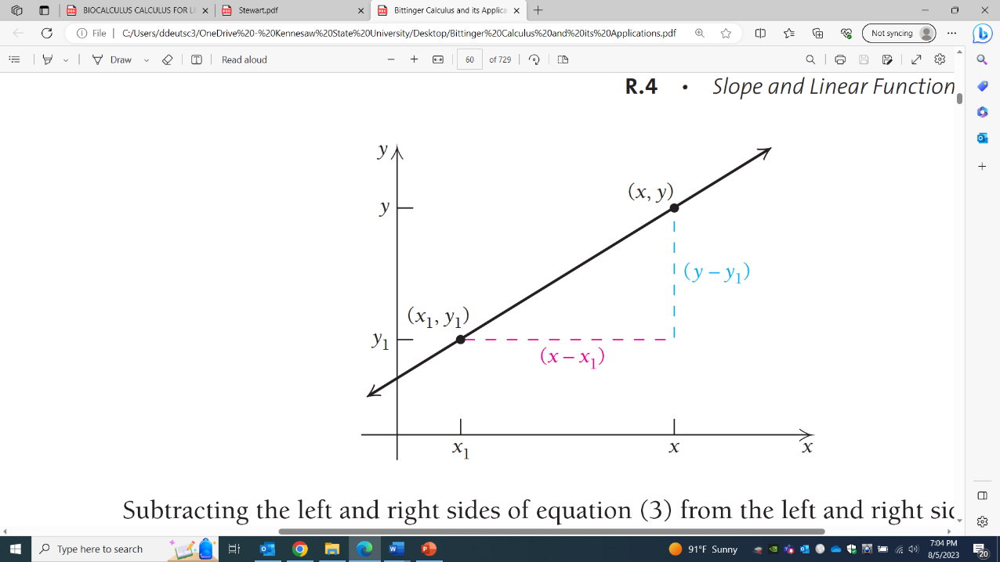 BIOCALCULUS CALCULUS FOR LI
Stewart.pdf
Bittinger Calculus and its Applica
File | C:/Users/ddeutsc3/OneDrive%20-%20Kennesaw%20State%20University/Desktop/Bittinger%20Calculus%20and%20its%20Applications.pdf
Not syncing
Draw
Read aloud
60 of 729
R.4 • Slope and Linear Function
y
(x, y)
y
(y – y₁)
(x₁, y₁)
y₁
(x – x₁)
x₁
x
x
Subtracting the left and right sides of equation (3) from the left and right sid
Type here to search
91°F Sunny
7:04 PM
8/5/2023
20